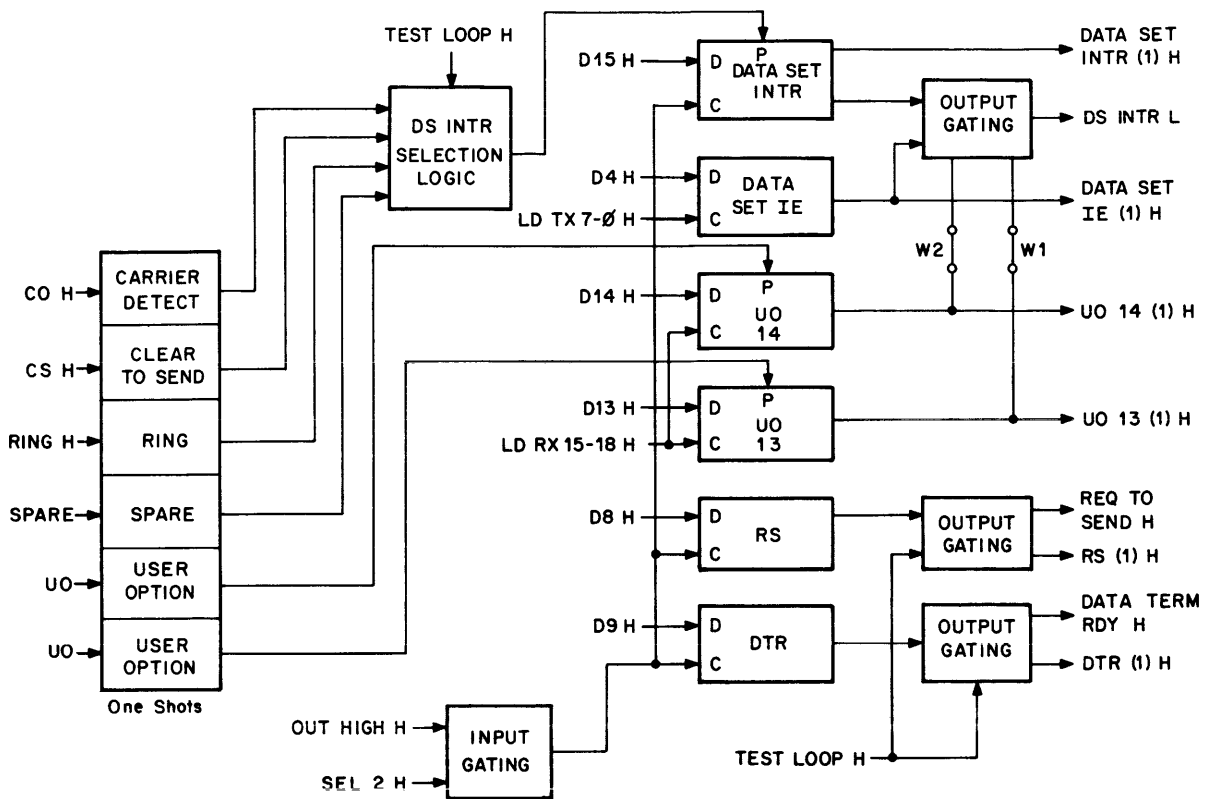 TEST LOOP H
DS INTR
SELECTION
LOGIC
CO H
CARRIER
DETECT
CS H
CLEAR
TO SEND
RING H
RING
SPARE
SPARE
UO
USER
OPTION
UO
USER
OPTION
One Shots
OUT HIGH H
SEL 2 H
INPUT
GATING
D15 H
D
P
DATA SET
INTR
C
D4 H
D
DATA
SET IE
LD TX 7-Ø H
C
D14 H
D
P
UO
14
C
D13 H
D
P
UO
13
LD RX 15-18 H
C
D8 H
D
RS
C
D9 H
D
DTR
C
TEST LOOP H
OUTPUT
GATING
W2
W1
OUTPUT
GATING
OUTPUT
GATING
DATA SET
INTR (1) H
DS INTR L
DATA SET
IE (1) H
UO 14 (1) H
UO 13 (1) H
REQ TO
SEND H
RS (1) H
DATA TERM
RDY H
DTR (1) H